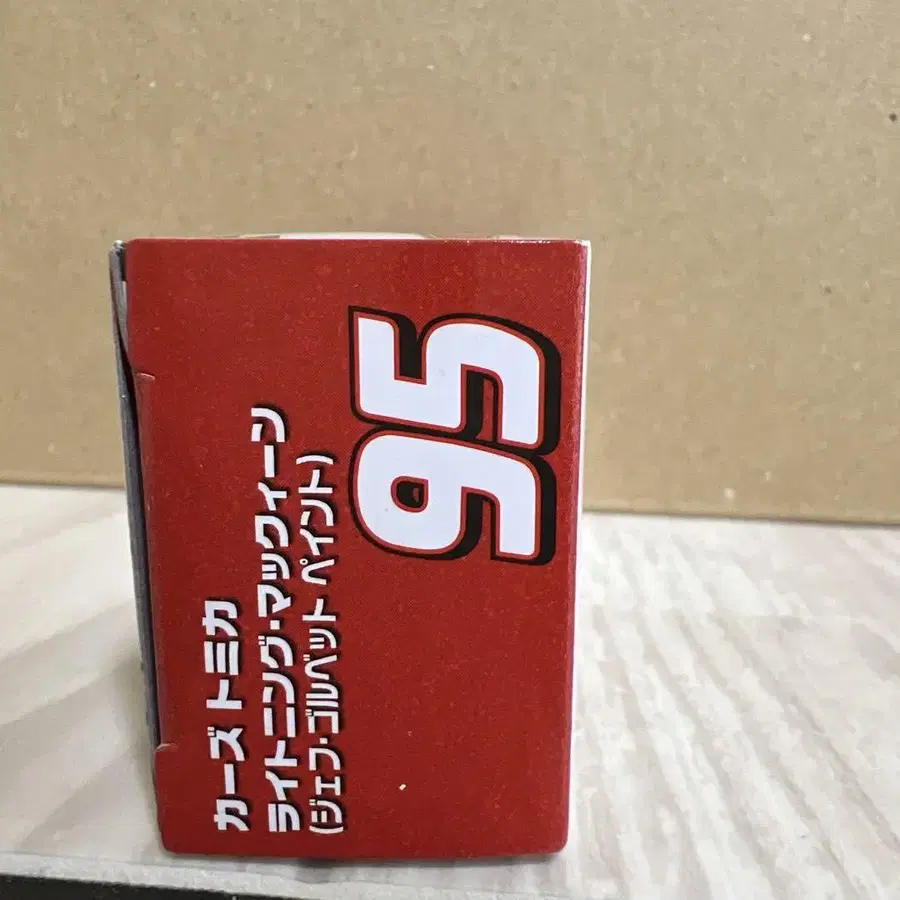 カーズ トミカ
ライトニング・マックィーン
(ジェフ・ゴルベット ペイント)
95